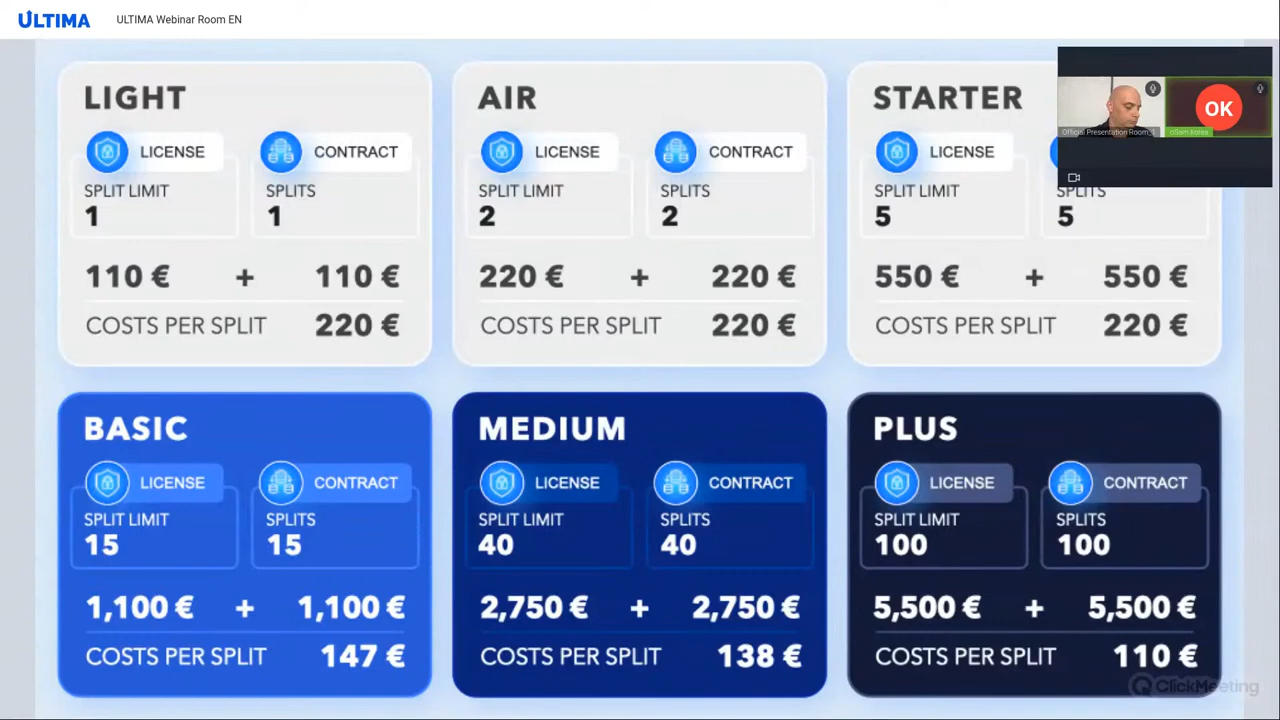 ULTIMA
ULTIMA Webinar Room EN
LIGHT
LICENSE
CONTRACT
SPLIT LIMIT
SPLITS
1
1
110 € + 110 €
COSTS PER SPLIT 220 €
AIR
LICENSE
CONTRACT
SPLIT LIMIT
SPLITS
2
2
220 € + 220 €
COSTS PER SPLIT 220 €
STARTER
LICENSE
SPLIT LIMIT
SPLITS
5
5
550 € + 550 €
COSTS PER SPLIT 220 €
OK
Official Presentation Room_1
BASIC
LICENSE
CONTRACT
SPLIT LIMIT
SPLITS
15
15
1,100 € + 1,100 €
COSTS PER SPLIT 147 €
MEDIUM
LICENSE
CONTRACT
SPLIT LIMIT
SPLITS
40
40
2,750 € + 2,750 €
COSTS PER SPLIT 138 €
PLUS
LICENSE
CONTRACT
SPLIT LIMIT
SPLITS
100
100
5,500 € + 5,500 €
COSTS PER SPLIT 110 €
ClickMeeting